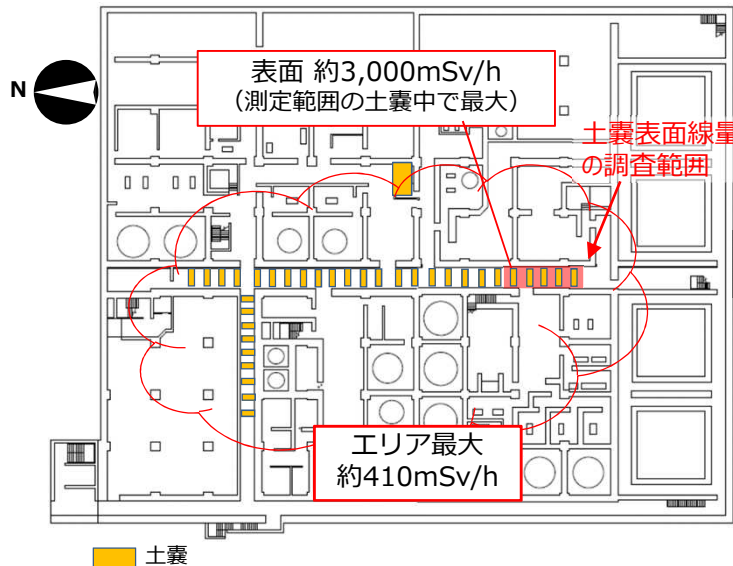 表面 約3,000mSv/h
（測定範囲の土嚢中で最大）
N
土嚢表面線量
の調査範囲
エリア最大
約410mSv/h
土嚢